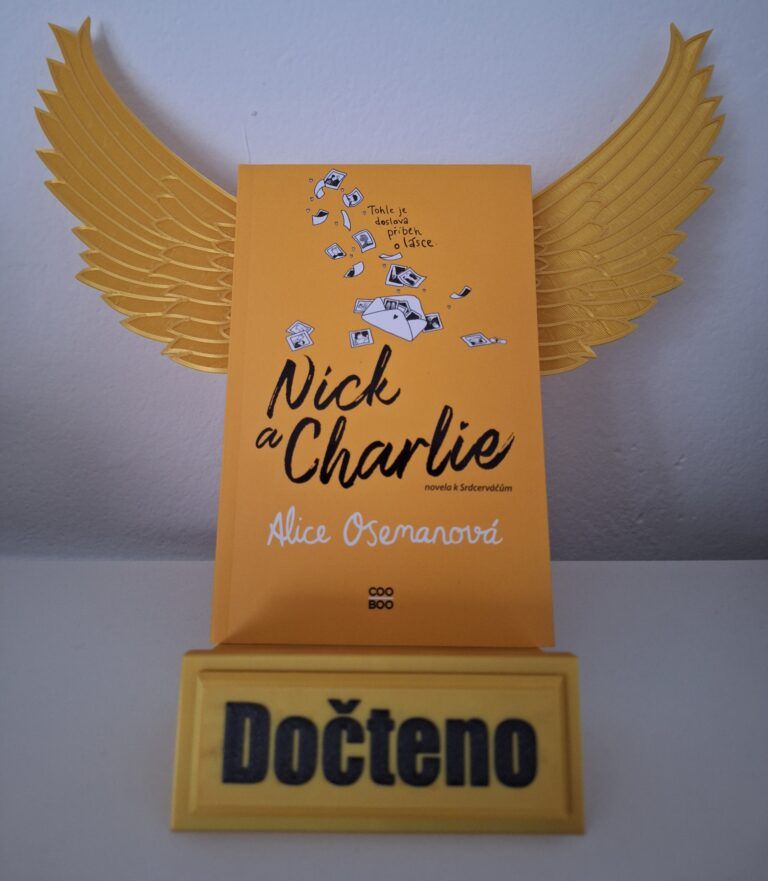 Tohle je
doslova
příběh
o lásce.
Nick
a Charlie
novela k Srdcerváčům
Alice Osemanová
COO
BOO
Dočteno